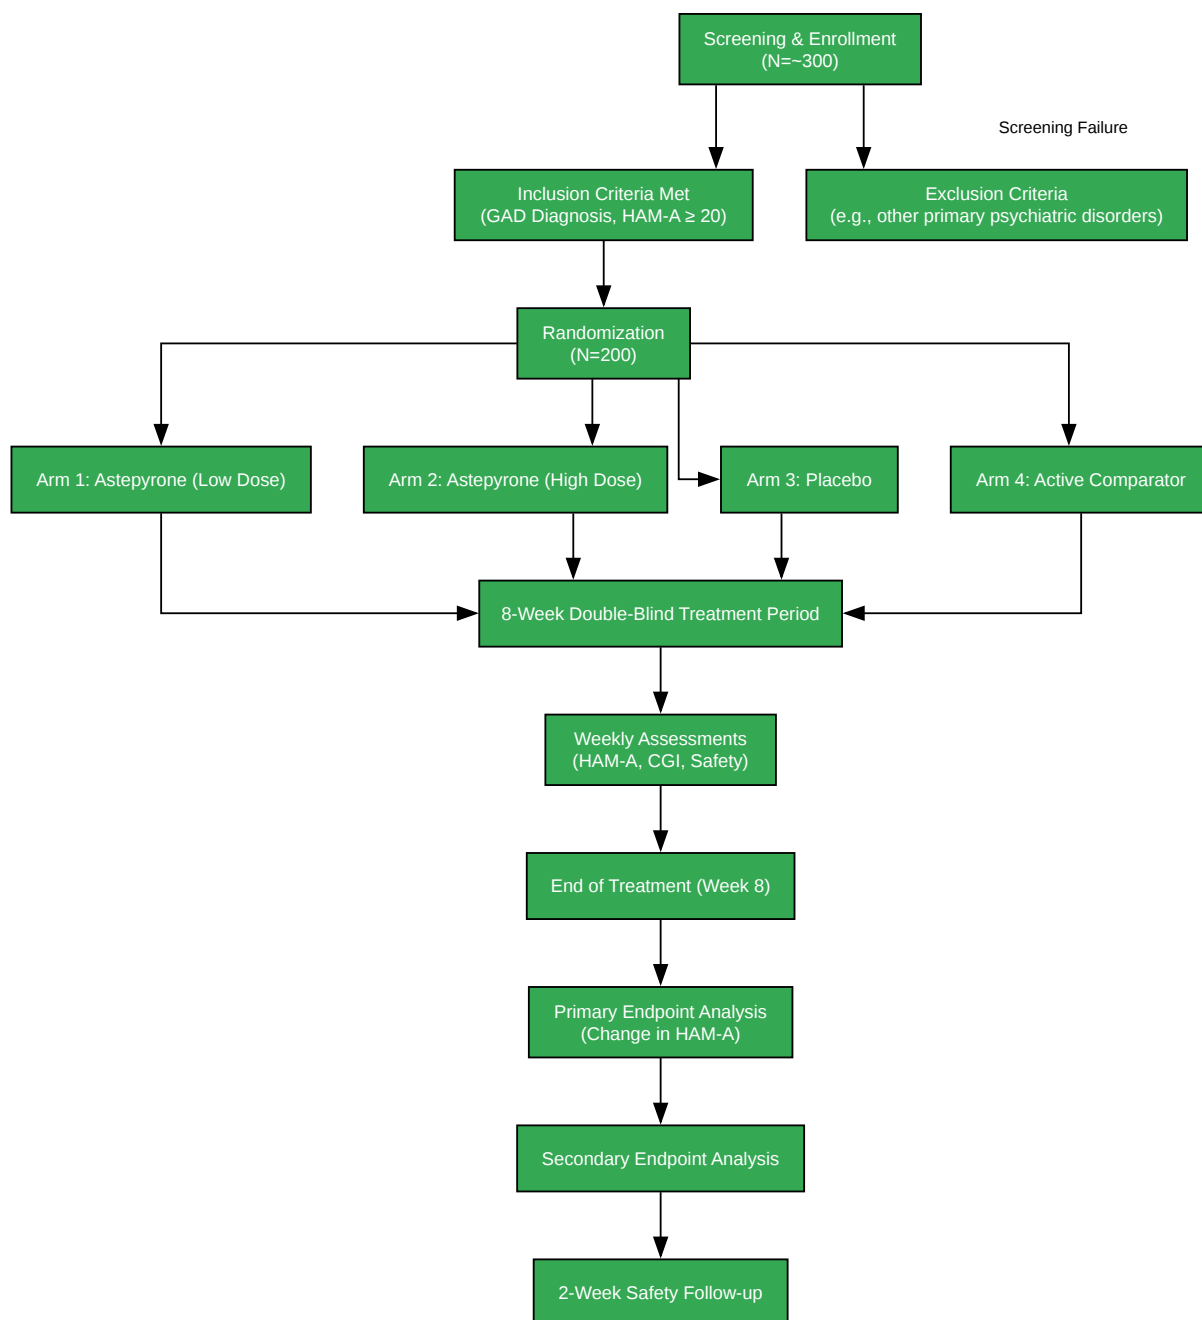 Screening & Enrollment
(N=~300)
Screening Failure
Inclusion Criteria Met
(GAD Diagnosis, HAM-A ≥ 20)
Exclusion Criteria
(e.g., other primary psychiatric disorders)
Randomization
(N=200)
Arm 1: Astepyrone (Low Dose)
Arm 2: Astepyrone (High Dose)
Arm 3: Placebo
Arm 4: Active Comparator
8-Week Double-Blind Treatment Period
Weekly Assessments
(HAM-A, CGI, Safety)
End of Treatment (Week 8)
Primary Endpoint Analysis
(Change in HAM-A)
Secondary Endpoint Analysis
2-Week Safety Follow-up